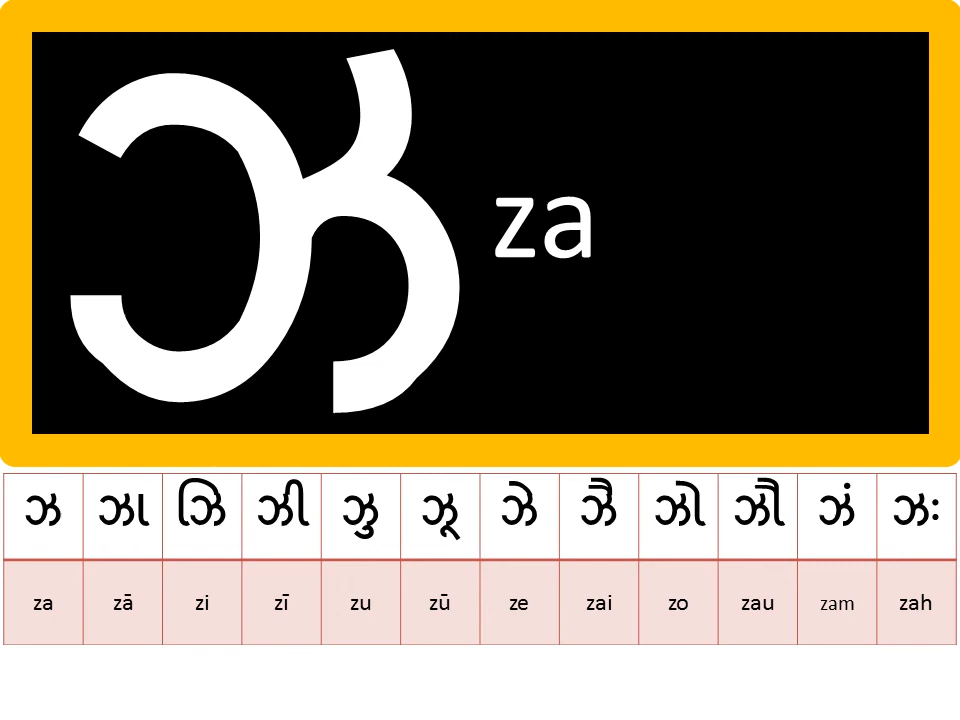 ઝ za
ઝ ઝા ઝિ ઝી ઝુ ઝૂ ઝે ઝૈ ઝો ઝૌ ઝં ઝઃ
za zā zi zī zu zū ze zai zo zau zam zah